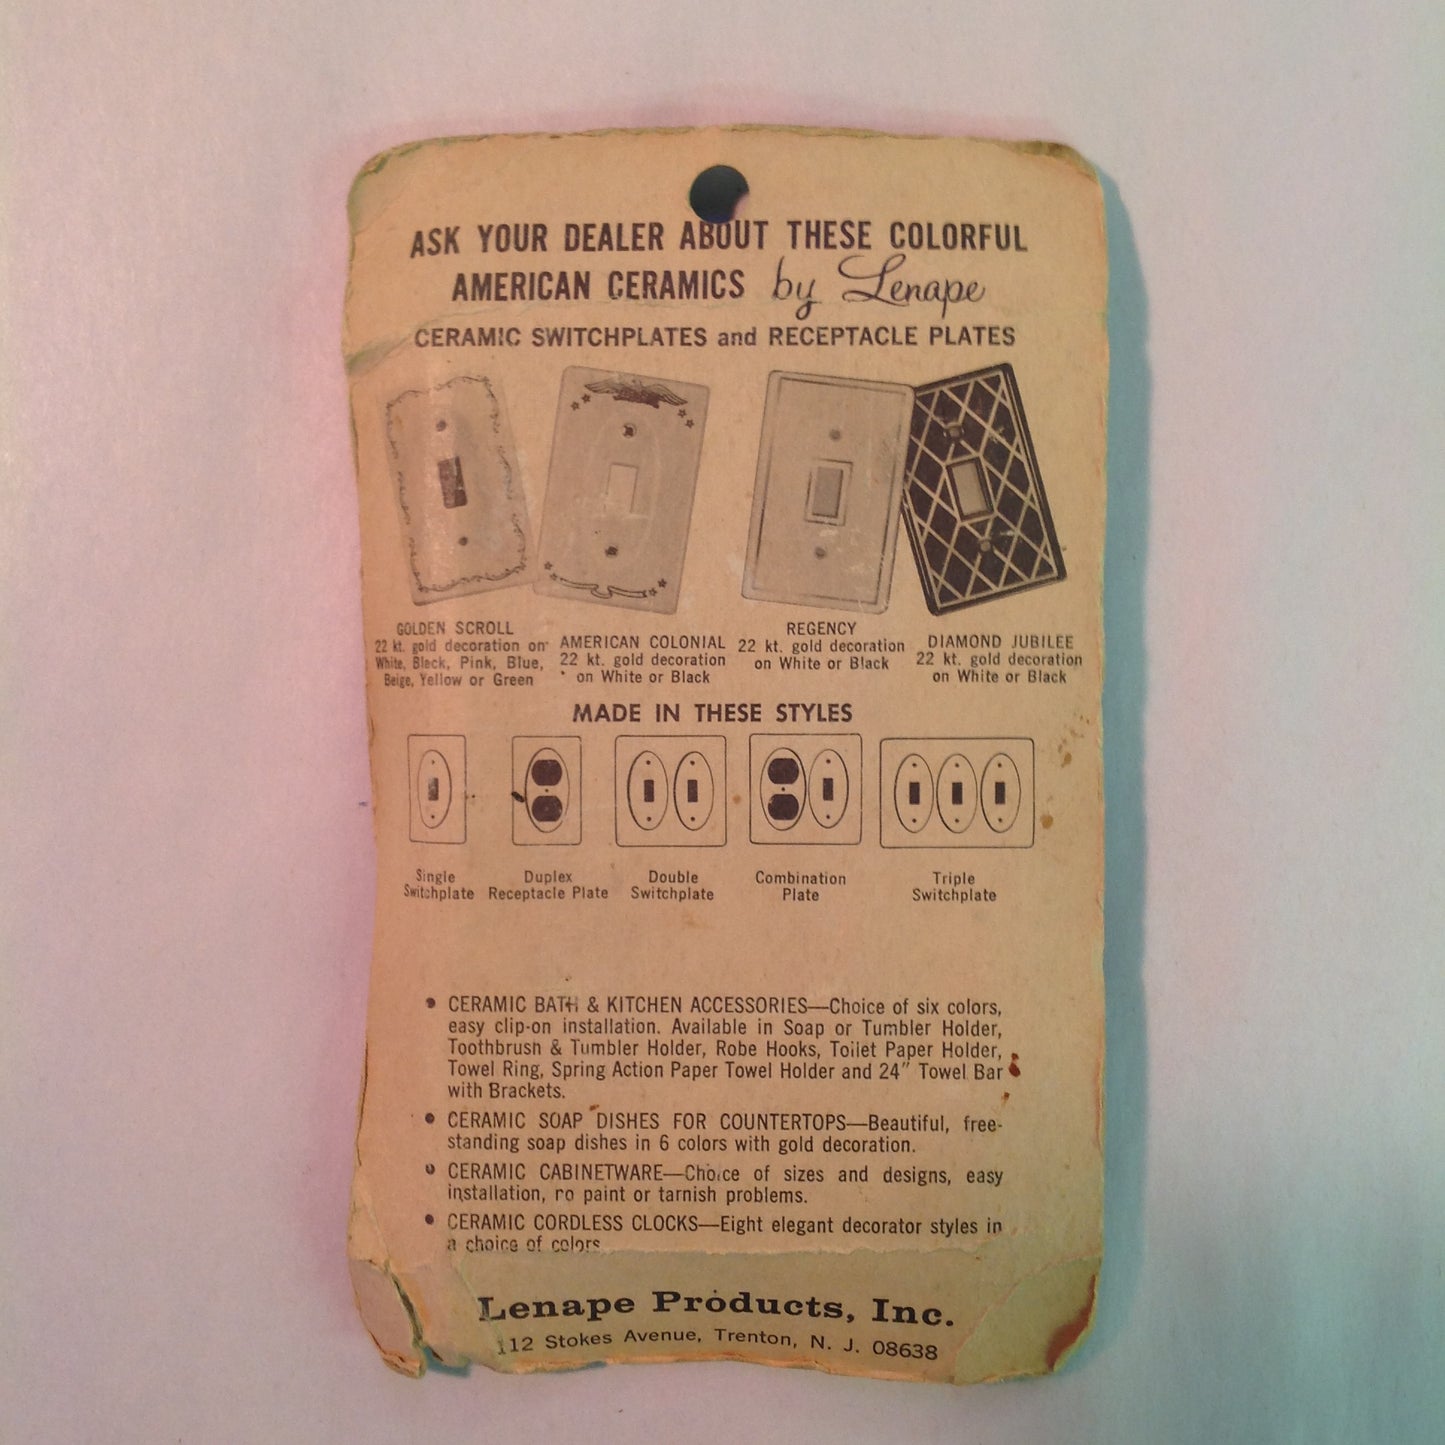 ASK YOUR DEALER ABOUT THESE COLORFUL
AMERICAN CERAMICS by Lenape
CERAMIC SWITCHPLATES and RECEPTACLE PLATES
GOLDEN SCROLL
22 kt. gold decoration on
White, Black, Pink, Blue,
Beige, Yellow or Green
AMERICAN COLONIAL
22 kt. gold decoration
on White or Black
REGENCY
22 kt. gold decoration
on White or Black
DIAMOND JUBILEE
22 kt. gold decoration
on White or Black
MADE IN THESE STYLES
Single
Switchplate
Duplex
Receptacle Plate
Double
Switchplate
Combination
Plate
Triple
Switchplate
• CERAMIC BATH & KITCHEN ACCESSORIES—Choice of six colors,
easy clip-on installation. Available in Soap or Tumbler Holder,
Toothbrush & Tumbler Holder, Robe Hooks, Toilet Paper Holder,
Towel Ring, Spring Action Paper Towel Holder and 24" Towel Bar
with Brackets.
• CERAMIC SOAP DISHES FOR COUNTERTOPS—Beautiful, free-
standing soap dishes in 6 colors with gold decoration.
• CERAMIC CABINETWARE—Choice of sizes and designs, easy
installation, no paint or tarnish problems.
• CERAMIC CORDLESS CLOCKS—Eight elegant decorator styles in
a choice of colors
Lenape Products, Inc.
112 Stokes Avenue, Trenton, N. J. 08638